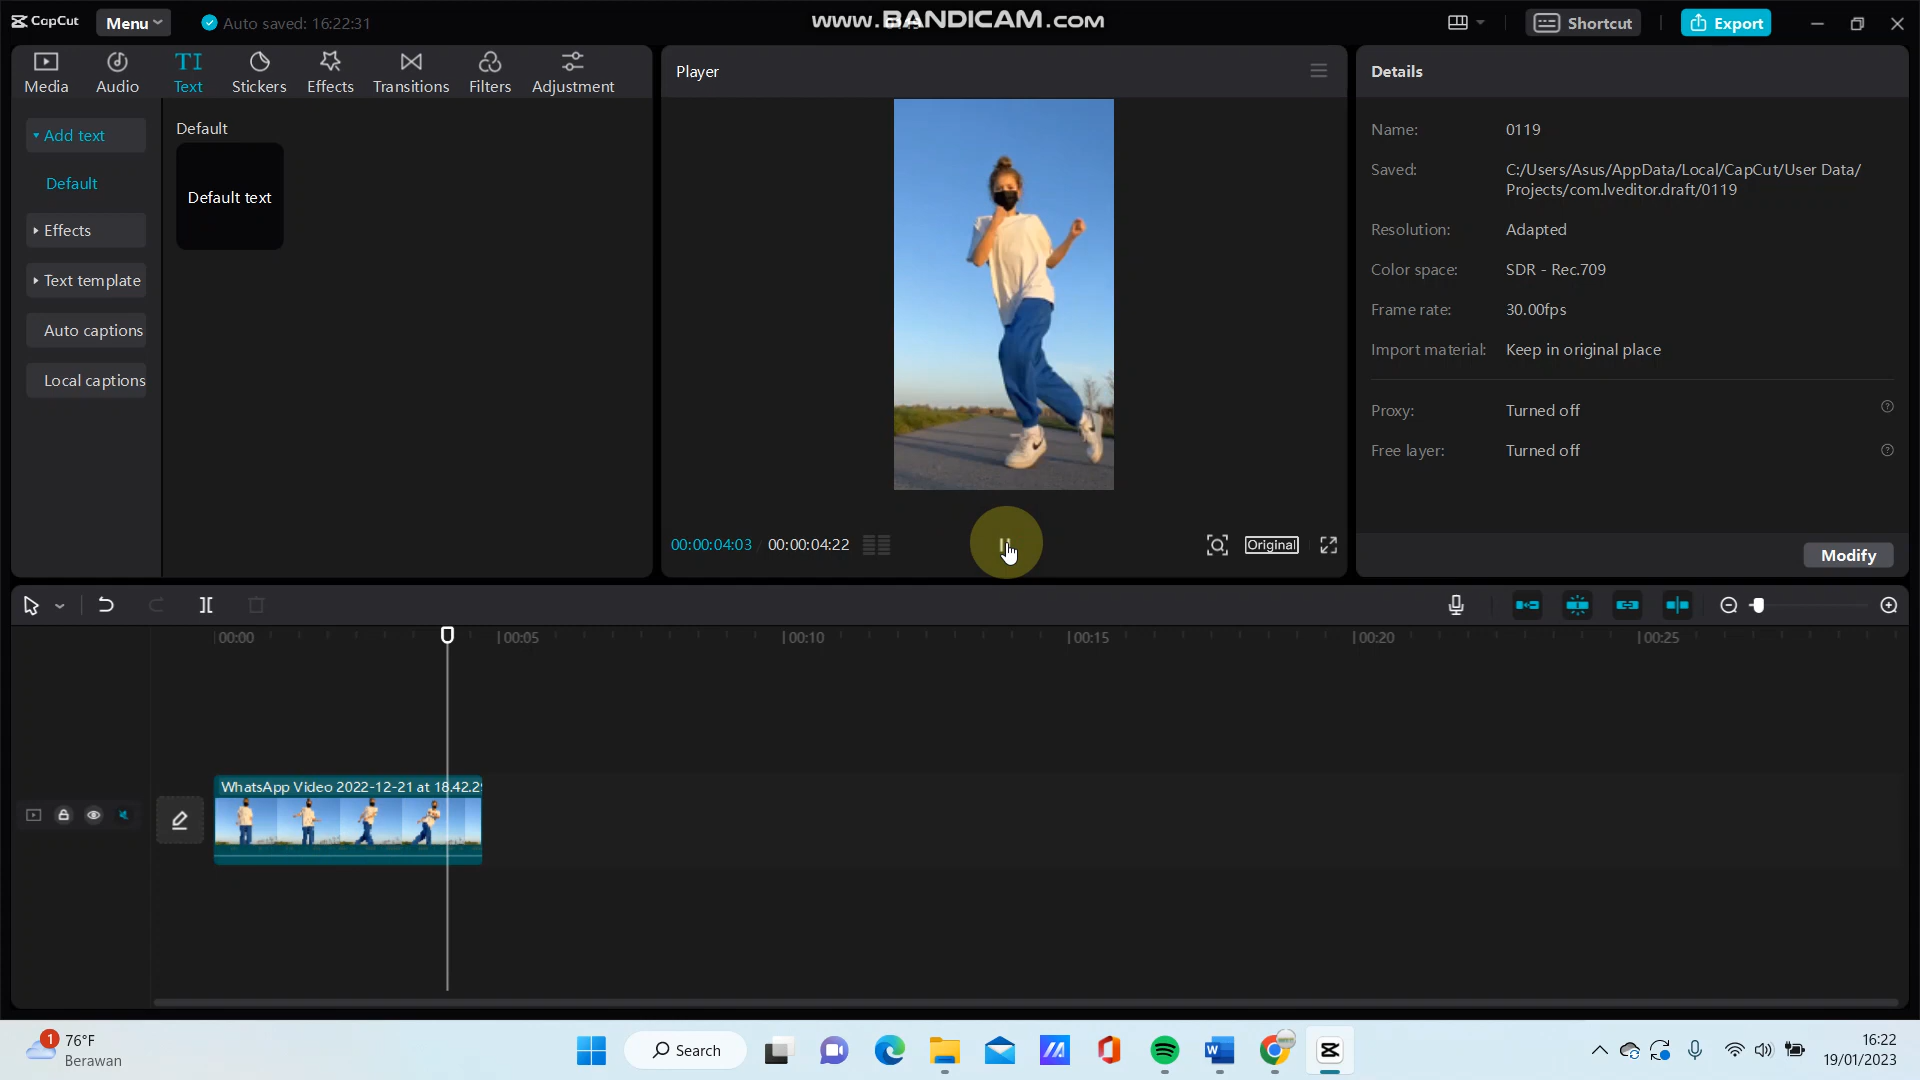 CapCut
Menu
Auto saved: 16:22:31
www.BANDICAM.com
Shortcut
Export
Media
Audio
TI
Text
Stickers
Effects
Transitions
Filters
Adjustment
Player
Details
Add text
Default
Effects
Text template
Auto captions
Local captions
Default
Default text
00:00:04:03 / 00:00:04:22
Original
Name: 0119
Saved: C:/Users/Asus/AppData/Local/CapCut/User Data/
Projects/com.lveditor.draft/0119
Resolution: Adapted
Color space: SDR - Rec.709
Frame rate: 30.00fps
Import material: Keep in original place
Proxy: Turned off
Free layer: Turned off
Modify
00:00
00:05
00:10
00:15
00:20
00:25
WhatsApp Video 2022-12-21 at 18.42.2
1
76°F
Berawan
Search
16:22
19/01/2023